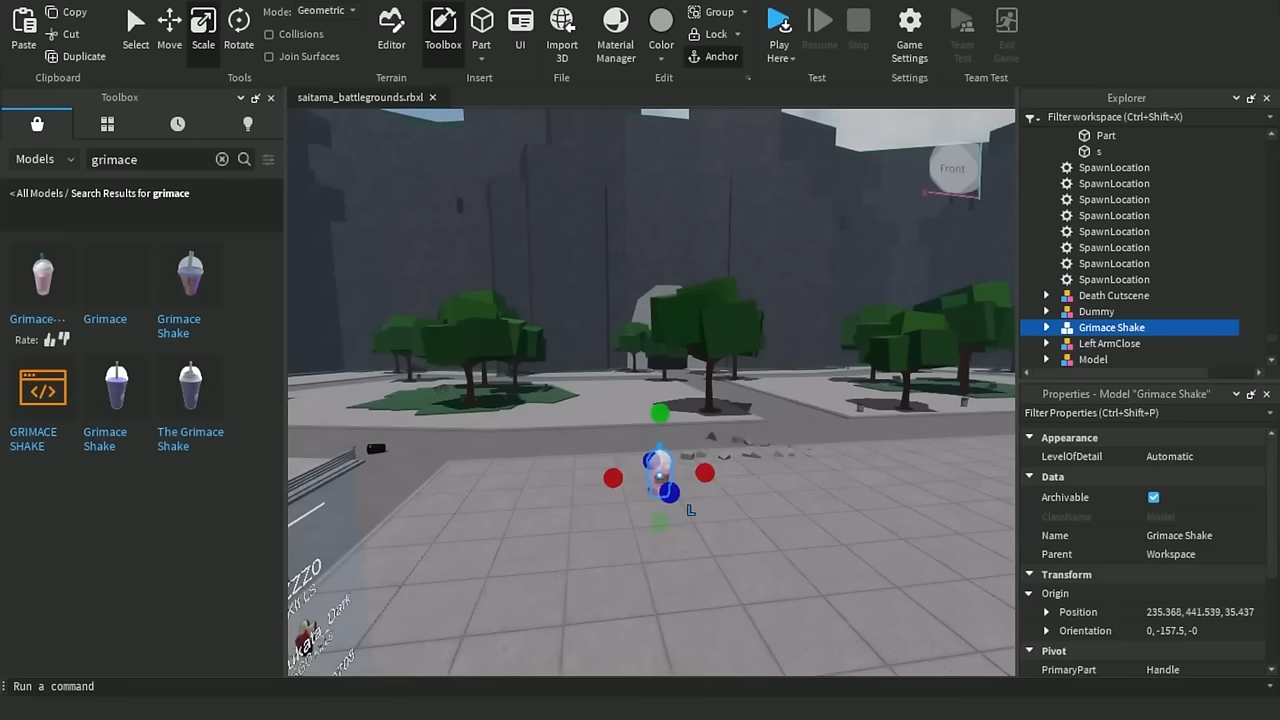 Copy
Mode: Geometric
Cut
Collisions
Paste
Select
Move
Scale
Rotate
Editor
Toolbox
Part
UI
Import
3D
Material
Manager
Color
Group
Lock
Play
Here
Resume
Stop
Game
Settings
Team
Test
Exit
Game
Duplicate
Join Surfaces
Anchor
Clipboard
Tools
Terrain
Insert
File
Edit
Test
Settings
Team Test
Toolbox
saitama_battlegrounds.rbxl
Explorer
Filter workspace (Ctrl+Shift+X)
Models
grimace
< All Models / Search Results for grimace
Grimace...
Grimace
Grimace
Shake
Rate:
GRIMACE
SHAKE
Grimace
Shake
The Grimace
Shake
Front
L
KILLS
Part
s
SpawnLocation
SpawnLocation
SpawnLocation
SpawnLocation
SpawnLocation
SpawnLocation
SpawnLocation
SpawnLocation
Death Cutscene
Dummy
Grimace Shake
Left ArmClose
Model
Properties - Model "Grimace Shake"
Filter Properties (Ctrl+Shift+P)
Appearance
LevelOfDetail Automatic
Data
Archivable
ClassName Model
Name Grimace Shake
Parent Workspace
Transform
Origin
Position 235.368, 441.539, 35.437
Orientation 0, -157.5, -0
Pivot
PrimaryPart Handle
Run a command